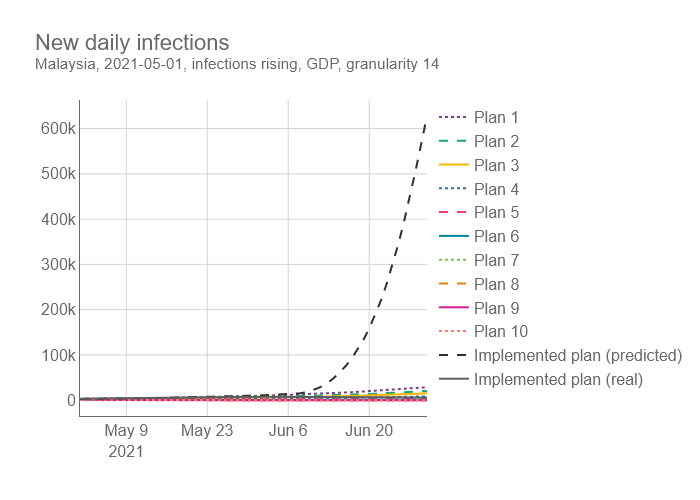 New daily infections
Malaysia, 2021-05-01, infections rising, GDP, granularity 14
600k
500k
400k
300k
200k
100k
0
May 9
2021
May 23
Jun 6
Jun 20
Plan 1
Plan 2
Plan 3
Plan 4
Plan 5
Plan 6
Plan 7
Plan 8
Plan 9
Plan 10
Implemented plan (predicted)
Implemented plan (real)